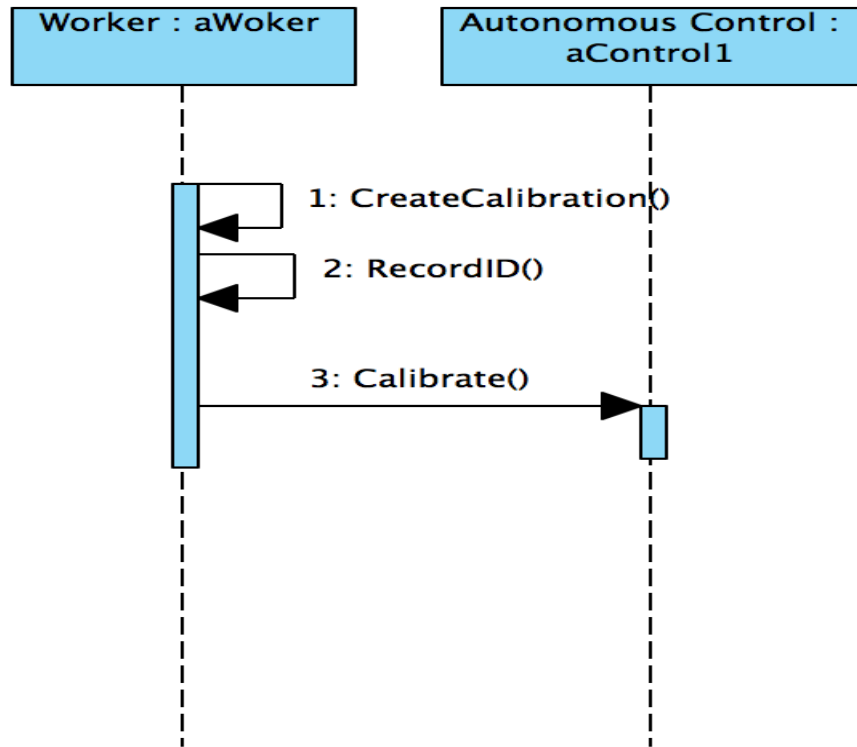 Worker : aWoker
Autonomous Control :
aControl1
1: CreateCalibration()
2: RecordID()
3: Calibrate()